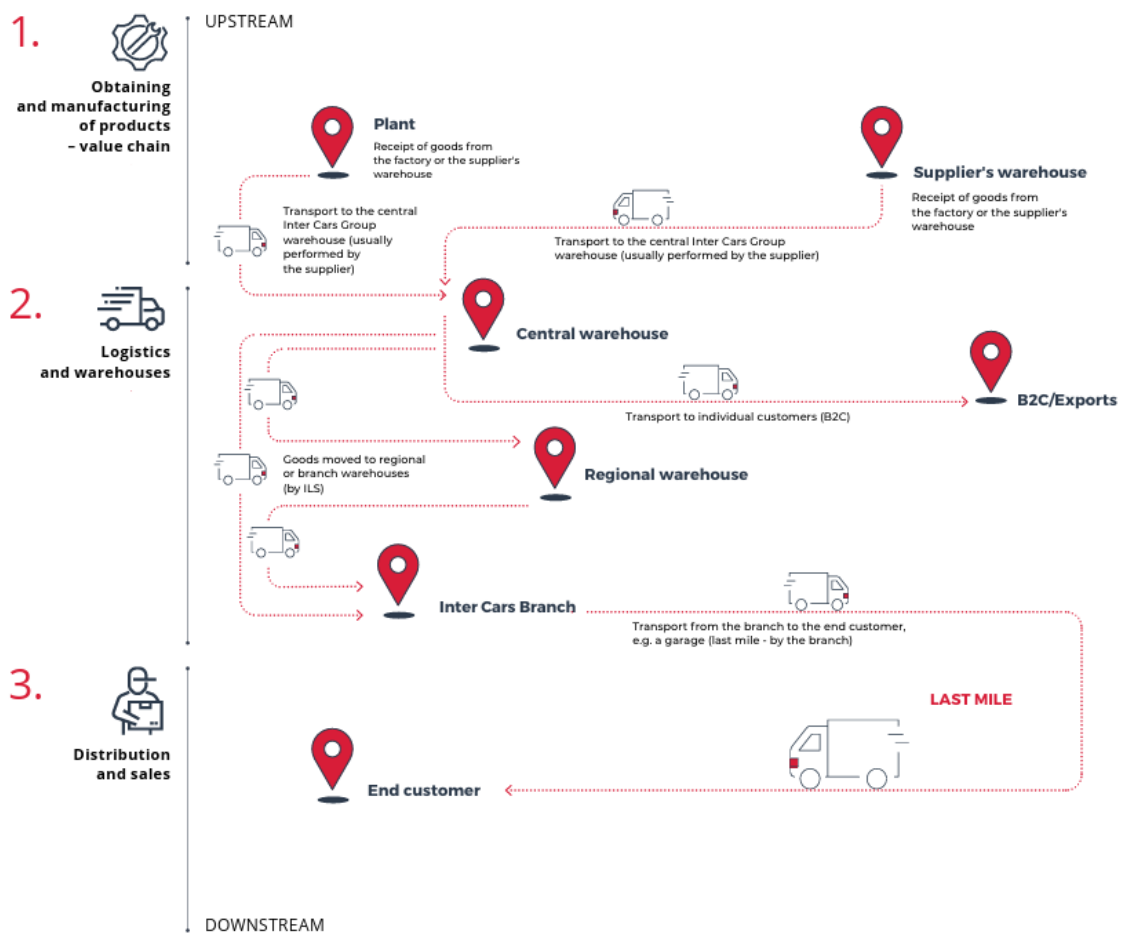 1.
UPSTREAM
Obtaining
and manufacturing
of products
– value chain
Plant
Receipt of goods from
the factory or the supplier's
warehouse
Supplier's warehouse
Receipt of goods from
the factory or the supplier's
warehouse
Transport to the central
Inter Cars Group
warehouse (usually
performed by
the supplier)
Transport to the central Inter Cars Group
warehouse (usually performed by the supplier)
2.
Logistics
and warehouses
Central warehouse
B2C/Exports
Transport to individual customers (B2C)
Goods moved to regional
or branch warehouses
(by ILS)
Regional warehouse
Inter Cars Branch
Transport from the branch to the end customer,
e.g. a garage (last mile - by the branch)
3.
Distribution
and sales
LAST MILE
End customer
DOWNSTREAM